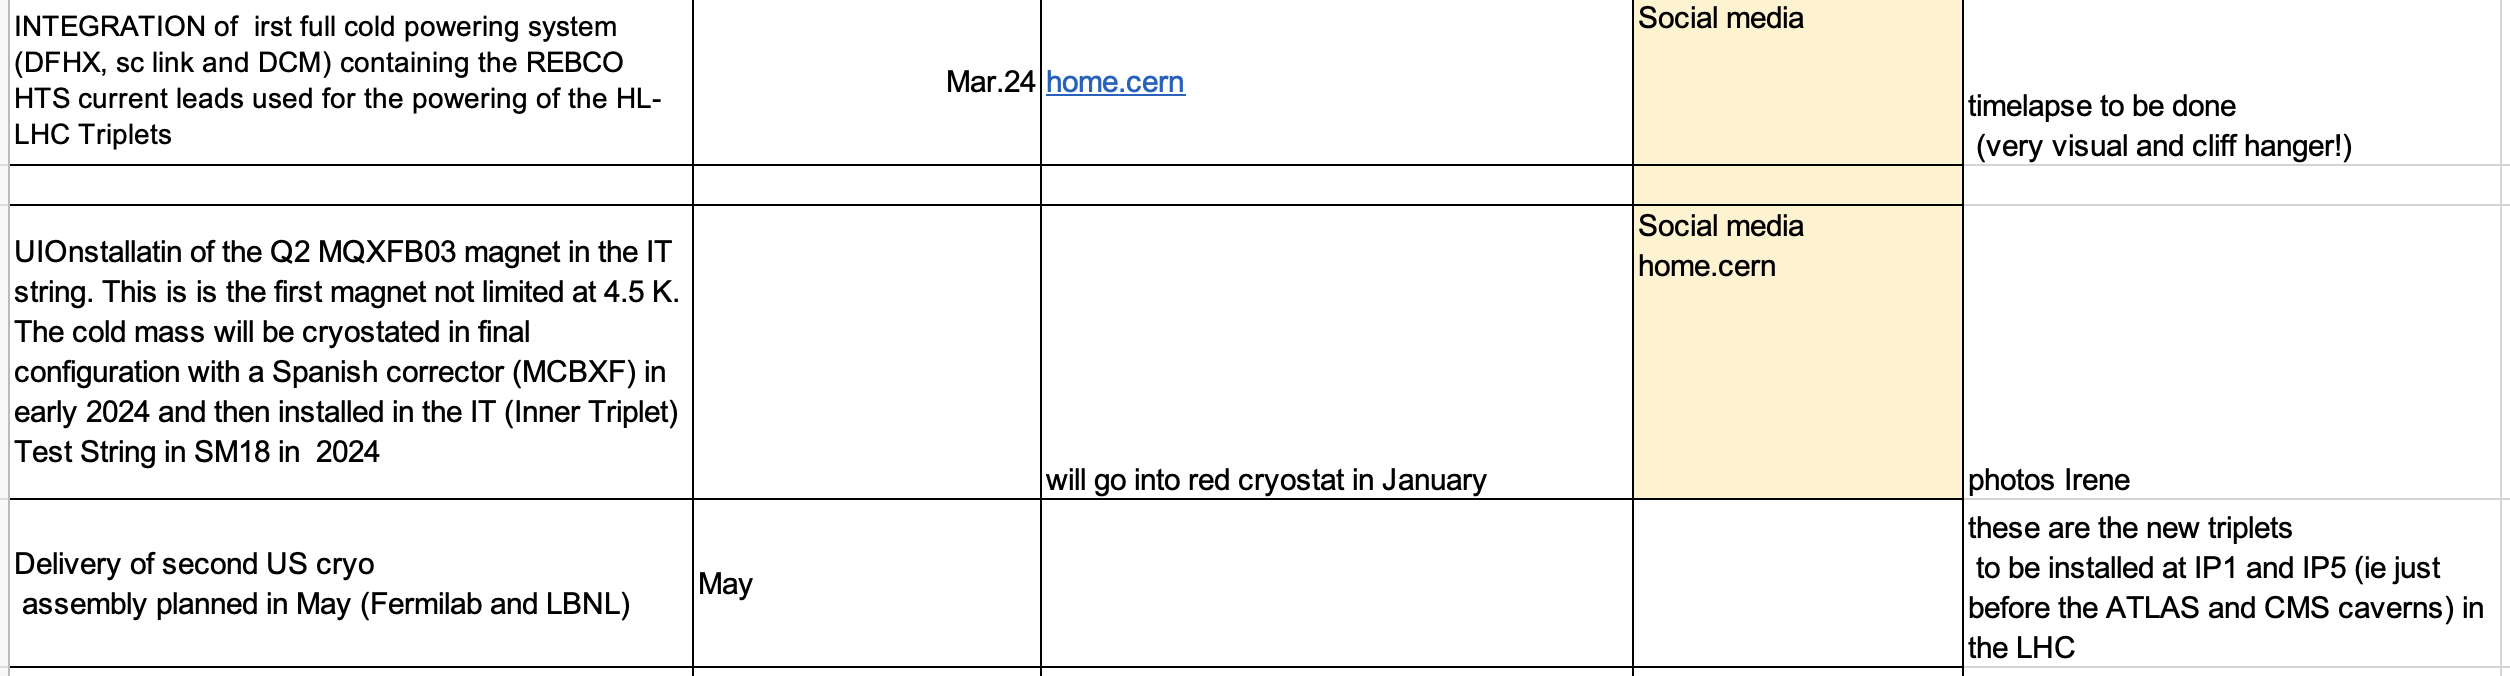 INTEGRATION of  irst full cold powering system
(DFHX, sc link and DCM) containing the REBCO
HTS current leads used for the powering of the HL-
LHC Triplets
Mar.24
home.cern
Social media
timelapse to be done
(very visual and cliff hanger!)
UIOnstallatin of the Q2 MQXFB03 magnet in the IT
string. This is is the first magnet not limited at 4.5 K.
The cold mass will be cryostated in final
configuration with a Spanish corrector (MCBXF) in
early 2024 and then installed in the IT (Inner Triplet)
Test String in SM18 in  2024
will go into red cryostat in January
Social media
home.cern
photos Irene
Delivery of second US cryo
assembly planned in May (Fermilab and LBNL)
May
these are the new triplets
to be installed at IP1 and IP5 (ie just
before the ATLAS and CMS caverns) in
the LHC